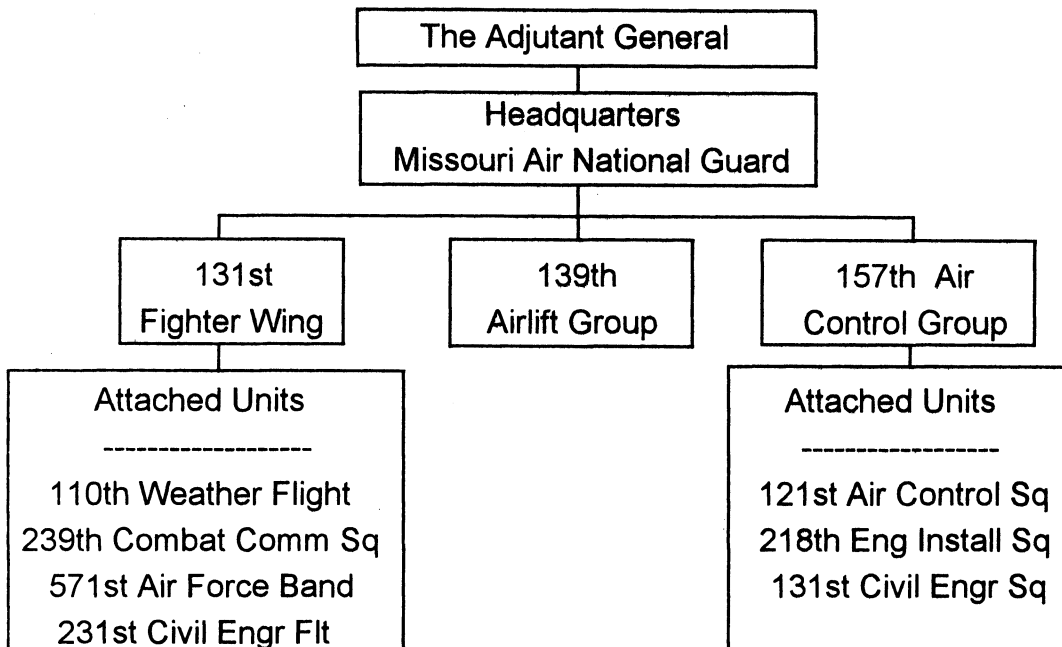 The Adjutant General
Headquarters
Missouri Air National Guard
131st
Fighter Wing
139th
Airlift Group
157th Air
Control Group
Attached Units
-------------------
110th Weather Flight
239th Combat Comm Sq
571st Air Force Band
231st Civil Engr Flt
Attached Units
------------------
121st Air Control Sq
218th Eng Install Sq
131st Civil Engr Sq